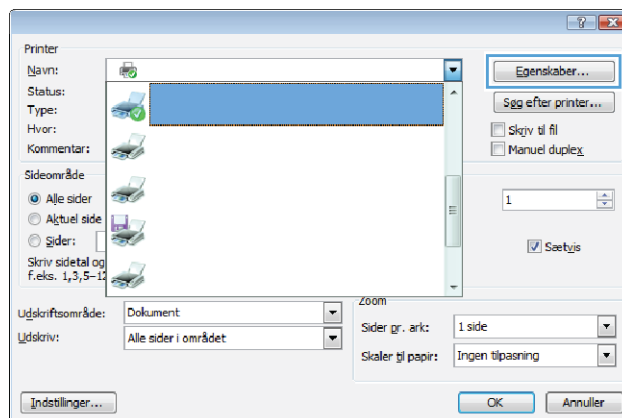 Printer
Navn:
Egenskaber...
Status:
Type:
Søg efter printer...
Hvor:
Skriv til fil
Kommentar:
Manuel duplex
Sideområde
Alle sider
1
Aktuel side
Sider:
Sætvis
Skriv sidetal og
f.eks. 1,3,5–12
Zoom
Udskriftsområde:
Dokument
Sider pr. ark:
1 side
Udskriv:
Alle sider i området
Skaler til papir:
Ingen tilpasning
Indstillinger...
OK
Annuller